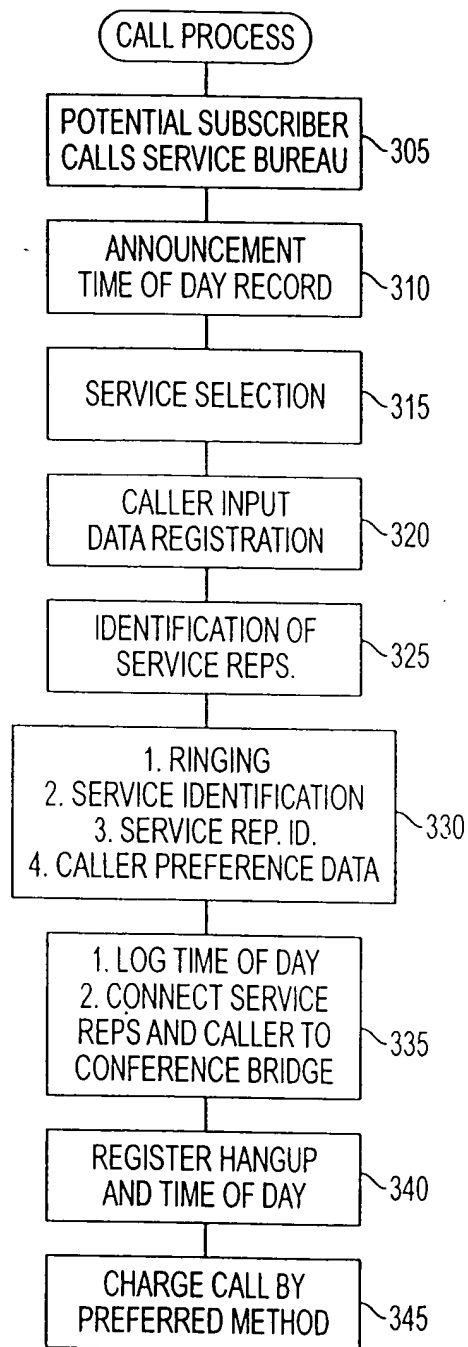 CALL PROCESS
POTENTIAL SUBSCRIBER
CALLS SERVICE BUREAU
305
ANNOUNCEMENT
TIME OF DAY RECORD
310
SERVICE SELECTION
315
CALLER INPUT
DATA REGISTRATION
320
IDENTIFICATION OF
SERVICE REPS.
325
1. RINGING
2. SERVICE IDENTIFICATION
3. SERVICE REP. ID.
4. CALLER PREFERENCE DATA
330
1. LOG TIME OF DAY
2. CONNECT SERVICE
REPS AND CALLER TO
CONFERENCE BRIDGE
335
REGISTER HANGUP
AND TIME OF DAY
340
CHARGE CALL BY
PREFERRED METHOD
345